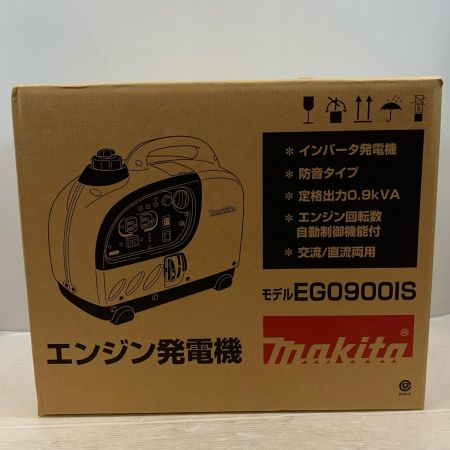 * インバータ発電機
* 防音タイプ
* 定格出力0.9kVA
* エンジン回転数
自動制御機能付
* 交流/直流両用
makita
モデルEG0900IS
エンジン発電機
makita®